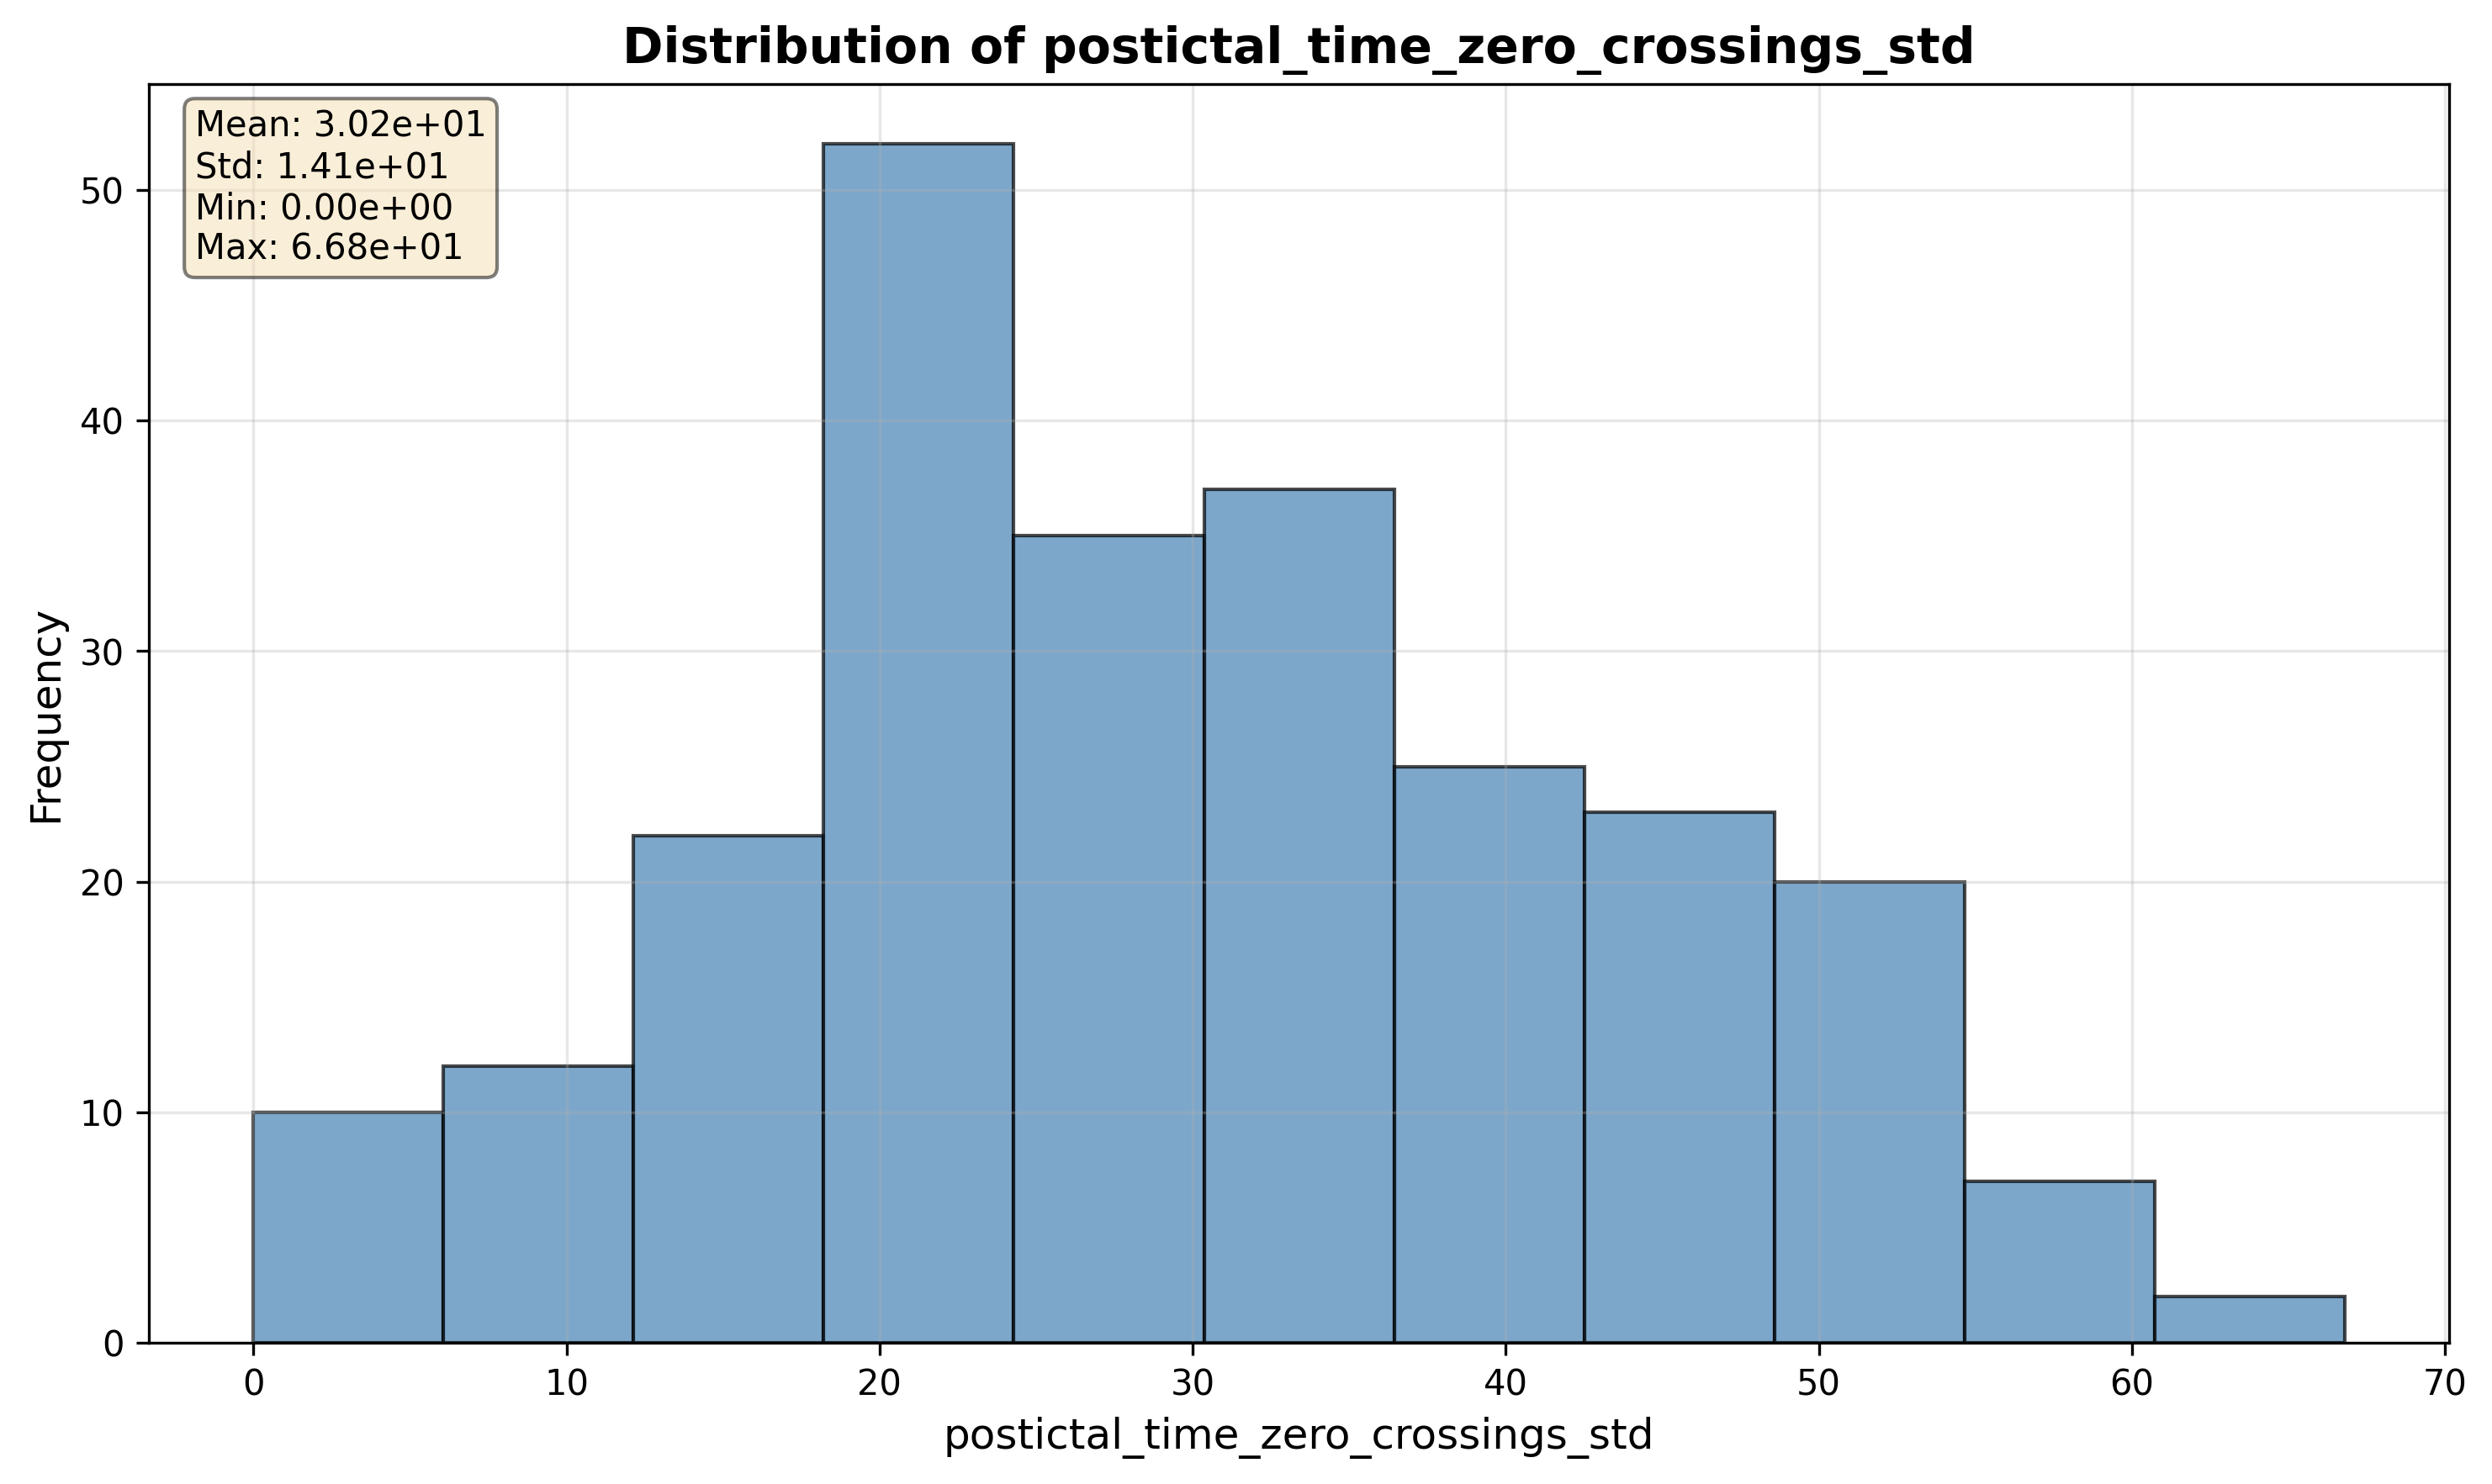 Distribution of postictal_time_zero_crossings_std
Mean: 3.02e+01
Std: 1.41e+01
Min: 0.00e+00
Max: 6.68e+01
Frequency
50
40
30
20
10
0
0 10 20 30 40 50 60 70
postictal_time_zero_crossings_std